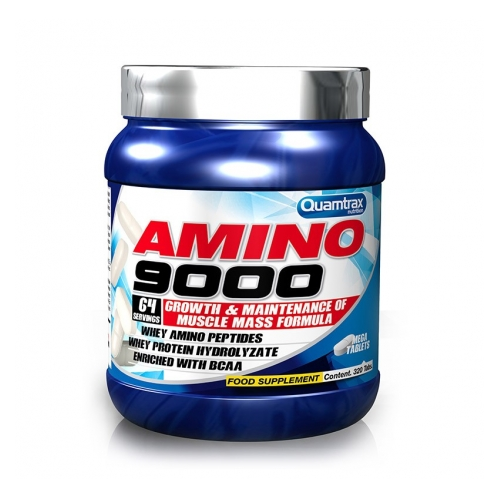 Quamtrax
nutrition
AMINO
9000
64
SERVINGS
GROWTH & MAINTENANCE OF
MUSCLE MASS FORMULA
WHEY AMINO PEPTIDES
WHEY PROTEIN HYDROLYZATE
ENRICHED WITH BCAA
MEGA
TABLETS
FOOD SUPPLEMENT Content. 320 Tabs.